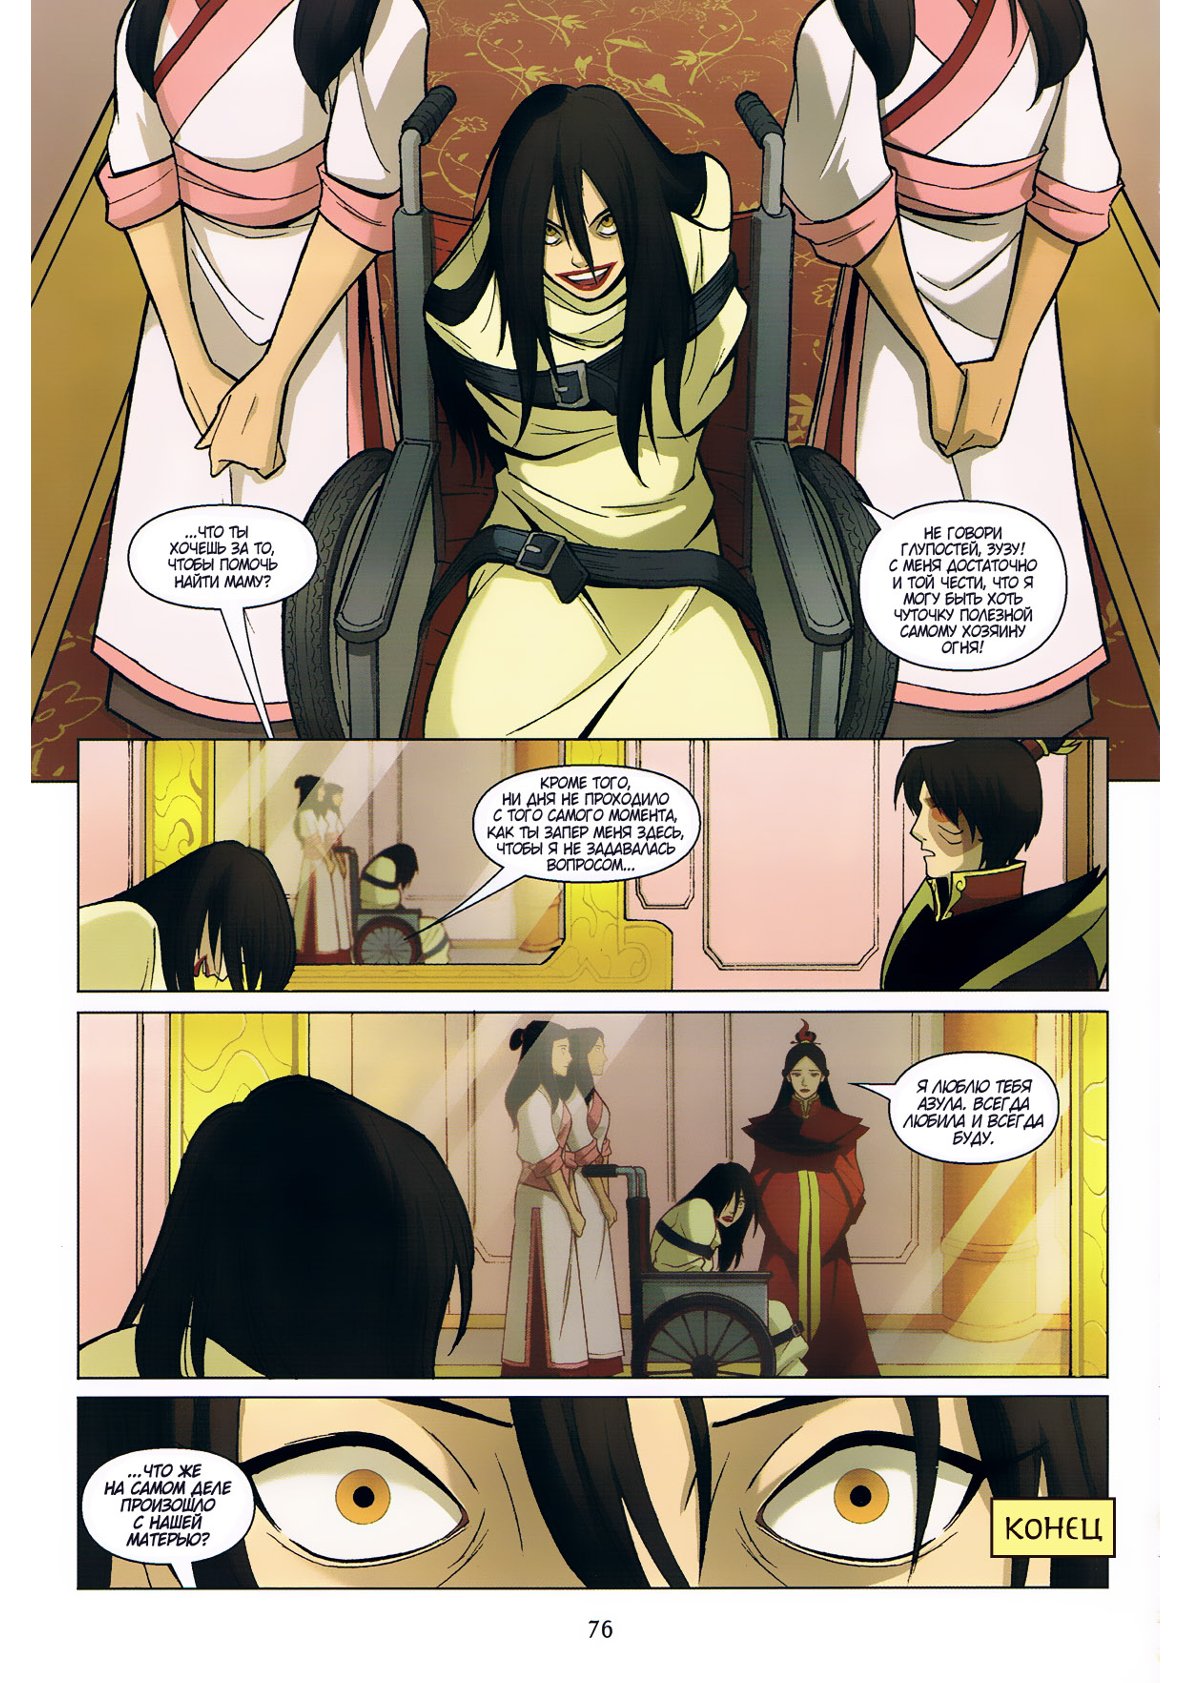 ...ЧТО ТЫ
ХОЧЕШЬ ЗА ТО,
ЧТОБЫ ПОМОЧЬ
НАЙТИ МАМУ?
НЕ ГОВОРИ
ГЛУПОСТЕЙ, ЗУЗУ!
С МЕНЯ ДОСТАТОЧНО
И ТОЙ ЧЕСТИ, ЧТО Я
МОГУ БЫТЬ ХОТЬ
ЧУТОЧКУ ПОЛЕЗНОЙ
САМОМУ ХОЗЯИНУ
ОГНЯ!
КРОМЕ ТОГО,
НИ ДНЯ НЕ ПРОХОДИЛО
С ТОГО САМОГО МОМЕНТА,
КАК ТЫ ЗАПЕР МЕНЯ ЗДЕСЬ,
ЧТОБЫ Я НЕ ЗАДАВАЛАСЬ
ВОПРОСОМ...
Я ЛЮБЛЮ ТЕБЯ
АЗУЛА. ВСЕГДА
ЛЮБИЛА И ВСЕГДА
БУДУ.
...ЧТО ЖЕ
НА САМОМ ДЕЛЕ
ПРОИЗОШЛО
С НАШЕЙ
МАТЕРЬЮ?
КОНЕЦ
76